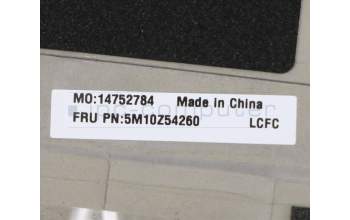 MO:14752784 Made in China
FRU PN:5M10Z54260 LCFC